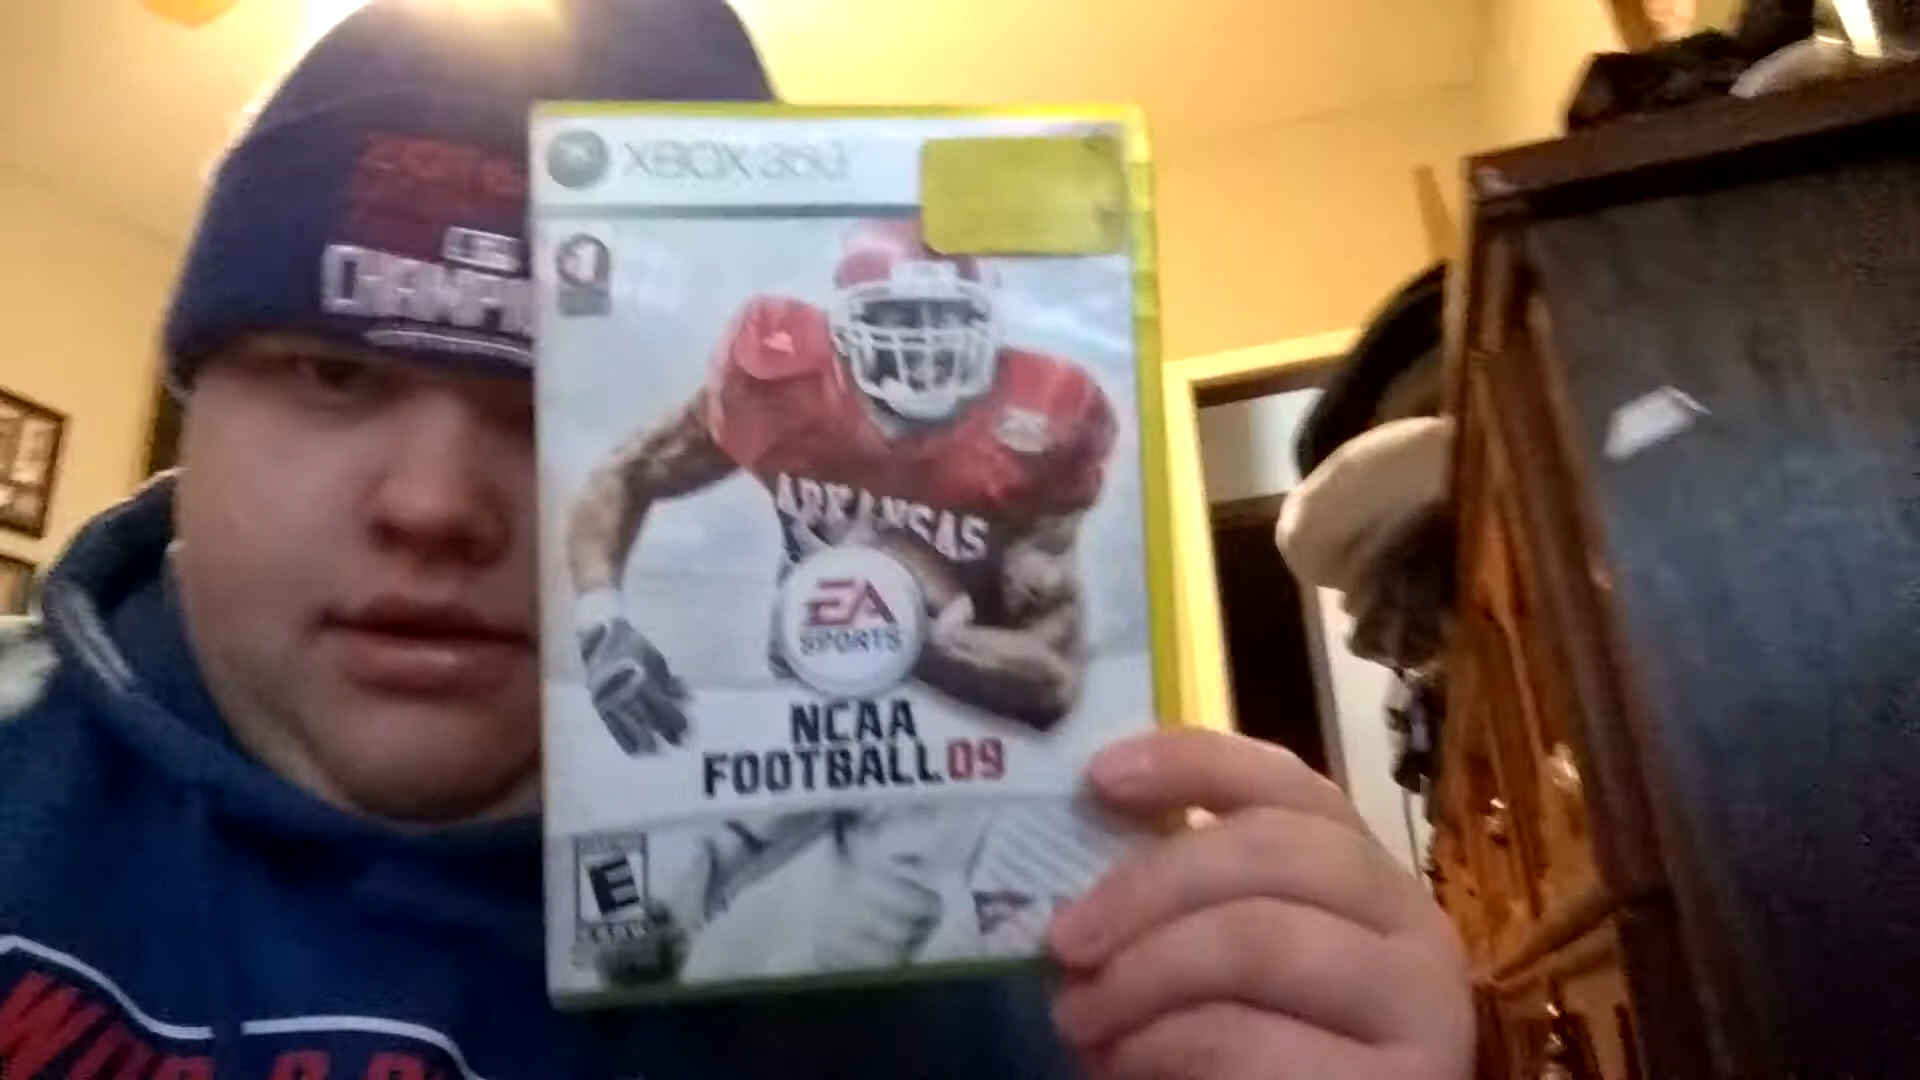 XBOX 360
CHAMPI
ARKANSAS
EA
SPORTS
NCAA
FOOTBALL 09
E